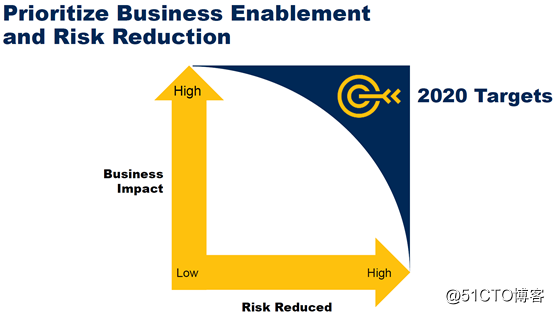 Prioritize Business Enablement
and Risk Reduction
High
2020 Targets
Business
Impact
Low
High
Risk Reduced
@51CTO博客